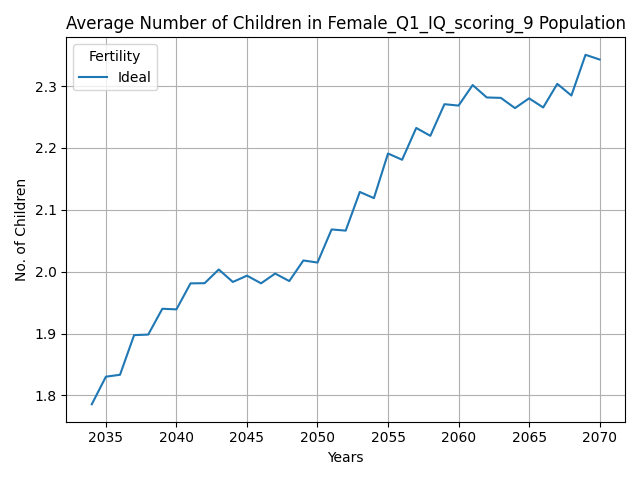 Average Number of Children in Female_Q1_IQ_scoring_9 Population
Fertility
Ideal
No. of Children
2.3
2.2
2.1
2.0
1.9
1.8
2035 2040 2045 2050 2055 2060 2065 2070
Years